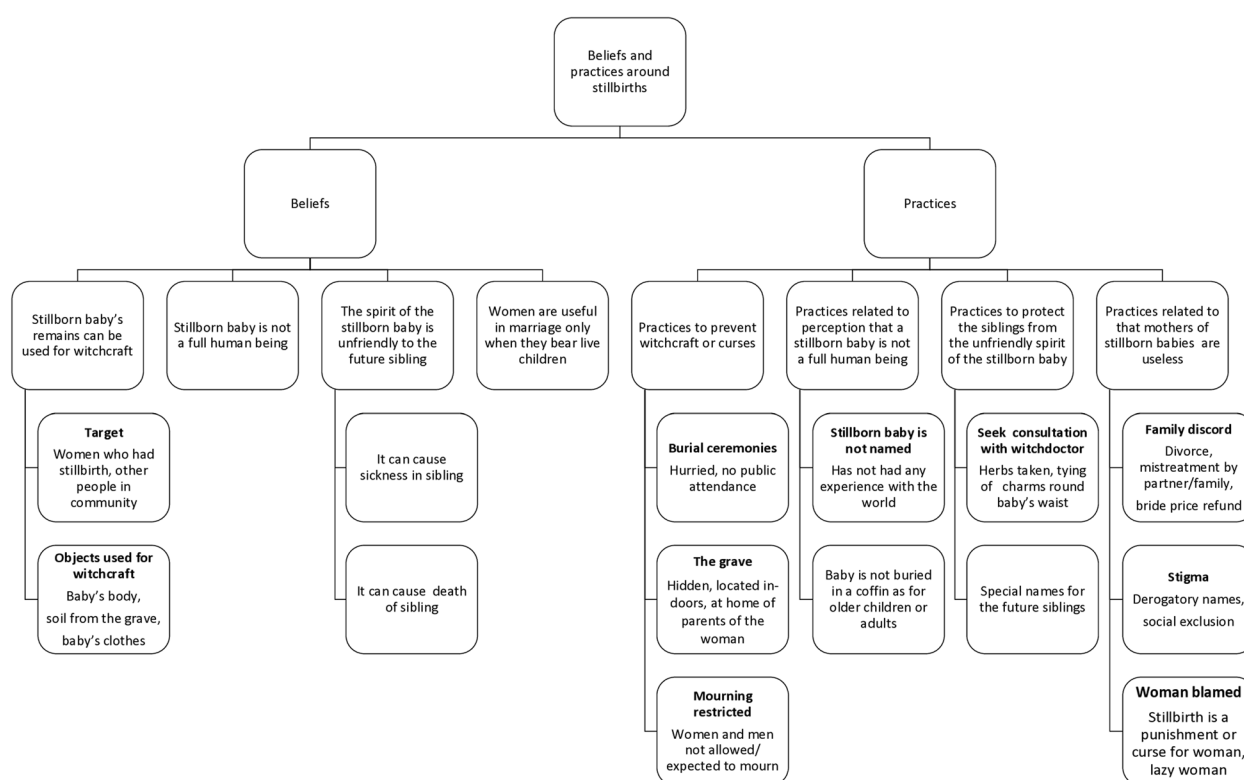 Beliefs and
practices around
stillbirths
Beliefs
Practices
Stillborn baby's
remains can be
used for witchcraft
Stillborn baby is not
a full human being
The spirit of the
stillborn baby is
unfriendly to the
future sibling
Women are useful
in marriage only
when they bear live
children
Practices to prevent
witchcraft or curses
Practices related to
perception that a
stillborn baby is not
a full human being
Practices to protect
the siblings from
the unfriendly spirit
of the stillborn baby
Practices related to
that mothers of
stillborn babies are
useless
Target
Women who had
stillbirth, other
people in
community
Objects used for
witchcraft
Baby's body,
soil from the grave,
baby's clothes
It can cause
sickness in sibling
It can cause death
of sibling
Burial ceremonies
Hurried, no public
attendance
The grave
Hidden, located in-
doors, at home of
parents of the
woman
Mourning
restricted
Women and men
not allowed/
expected to mourn
Stillborn baby is
not named
Has not had any
experience with the
world
Baby is not buried
in a coffin as for
older children or
adults
Seek consultation
with witchdoctor
Herbs taken, tying
of charms round
baby's waist
Special names for
the future siblings
Family discord
Divorce,
mistreatment by
partner/family,
bride price refund
Stigma
Derogatory names,
social exclusion
Woman blamed
Stillbirth is a
punishment or
curse for woman,
lazy woman